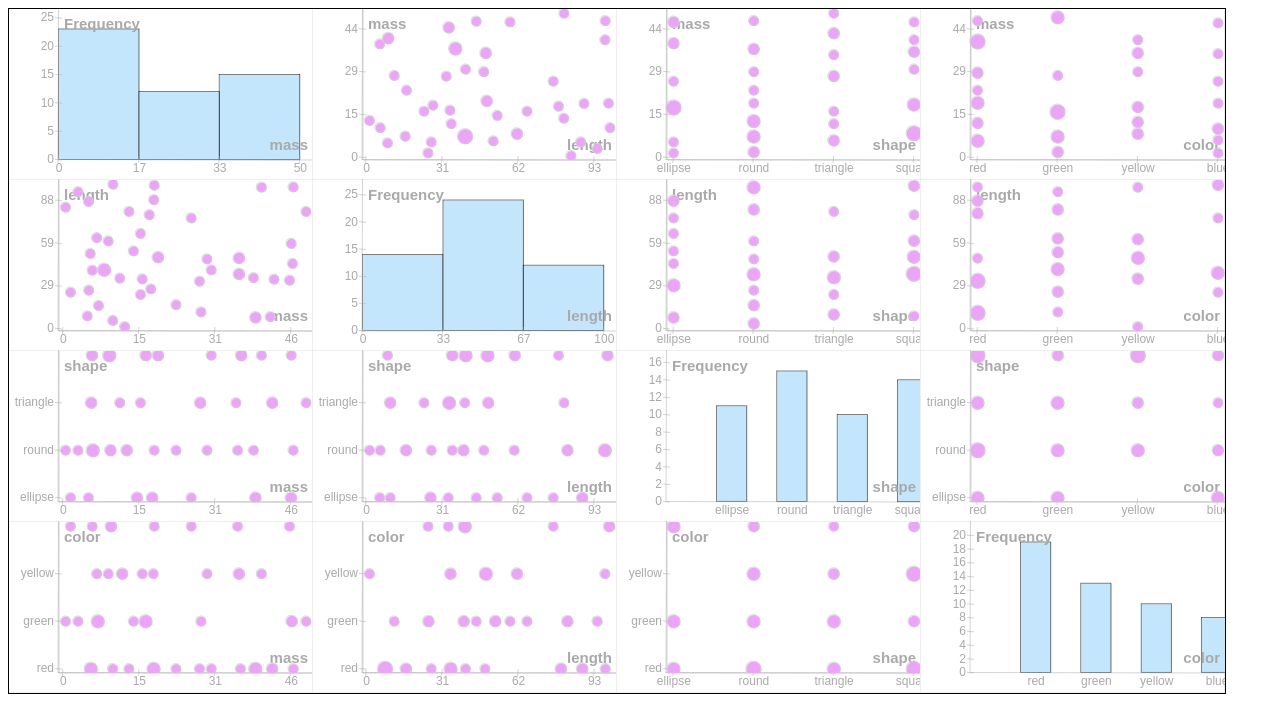 25 Frequency mass mass mass
20 44 44 44
15 29 29 29
10 15 15 15
5 mass length shape color
0 0 0 0
0 17 33 50 0 31 62 93 ellipse round triangle squa red green yellow blue
length 25 Frequency length length
88 20 88 88
59 15 59 59
29 10 29 29
5
mass length shape color
0 0 0 0
0 15 31 46 0 33 67 100 ellipse round triangle squa red green yellow blue
shape shape 16 Frequency shape
14
triangle triangle 12 triangle
10
8
round round 6 round
4
mass length 2 shape color
ellipse ellipse 0 ellipse
0 15 31 46 0 31 62 93 ellipse round triangle squa red green yellow blue
color color color 20 Frequency
18
16
yellow yellow yellow 14
12
10
green green green 8
6
4
mass length shape 2 color
red red red 0
0 15 31 46 0 31 62 93 ellipse round triangle squa red green yellow blue